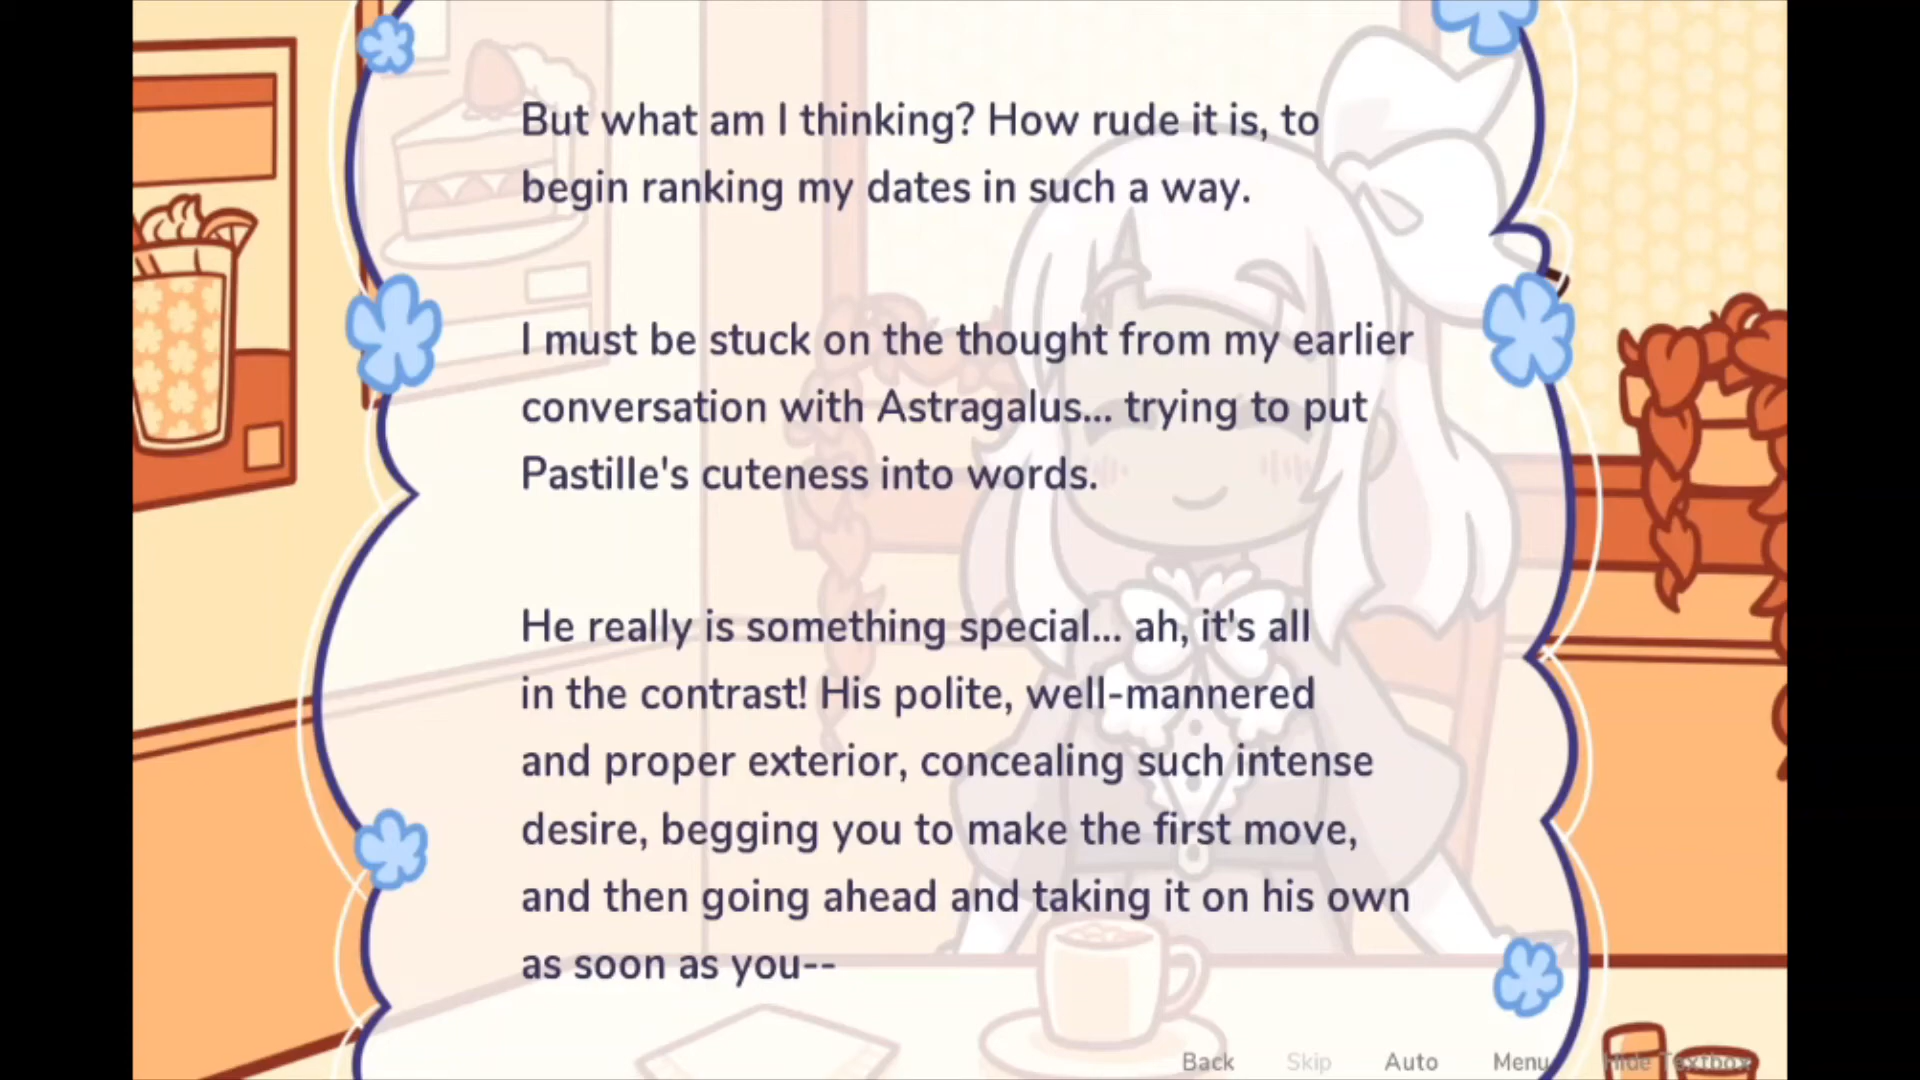 But what am I thinking? How rude it is, to
begin ranking my dates in such a way.
I must be stuck on the thought from my earlier
conversation with Astragalus... trying to put
Pastille's cuteness into words.
He really is something special... ah, it's all
in the contrast! His polite, well-mannered
and proper exterior, concealing such intense
desire, begging you to make the first move,
and then going ahead and taking it on his own
as soon as you--
Back Skip Auto Menu Hide Textbox